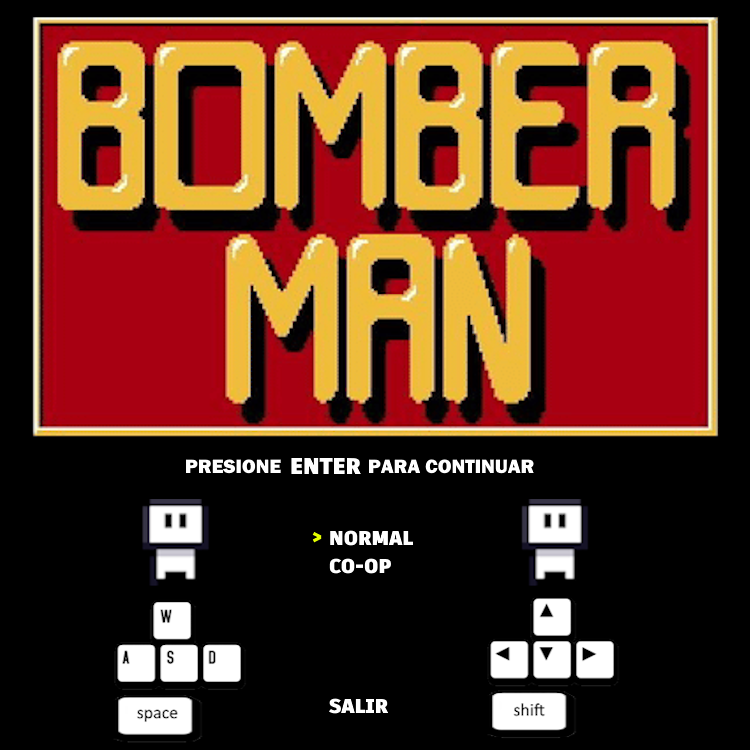 BOMBER
MAN
PRESIONE ENTER PARA CONTINUAR
> NORMAL
CO-OP
W
A S D
space
▲
◀ ▼ ▶
shift
SALIR